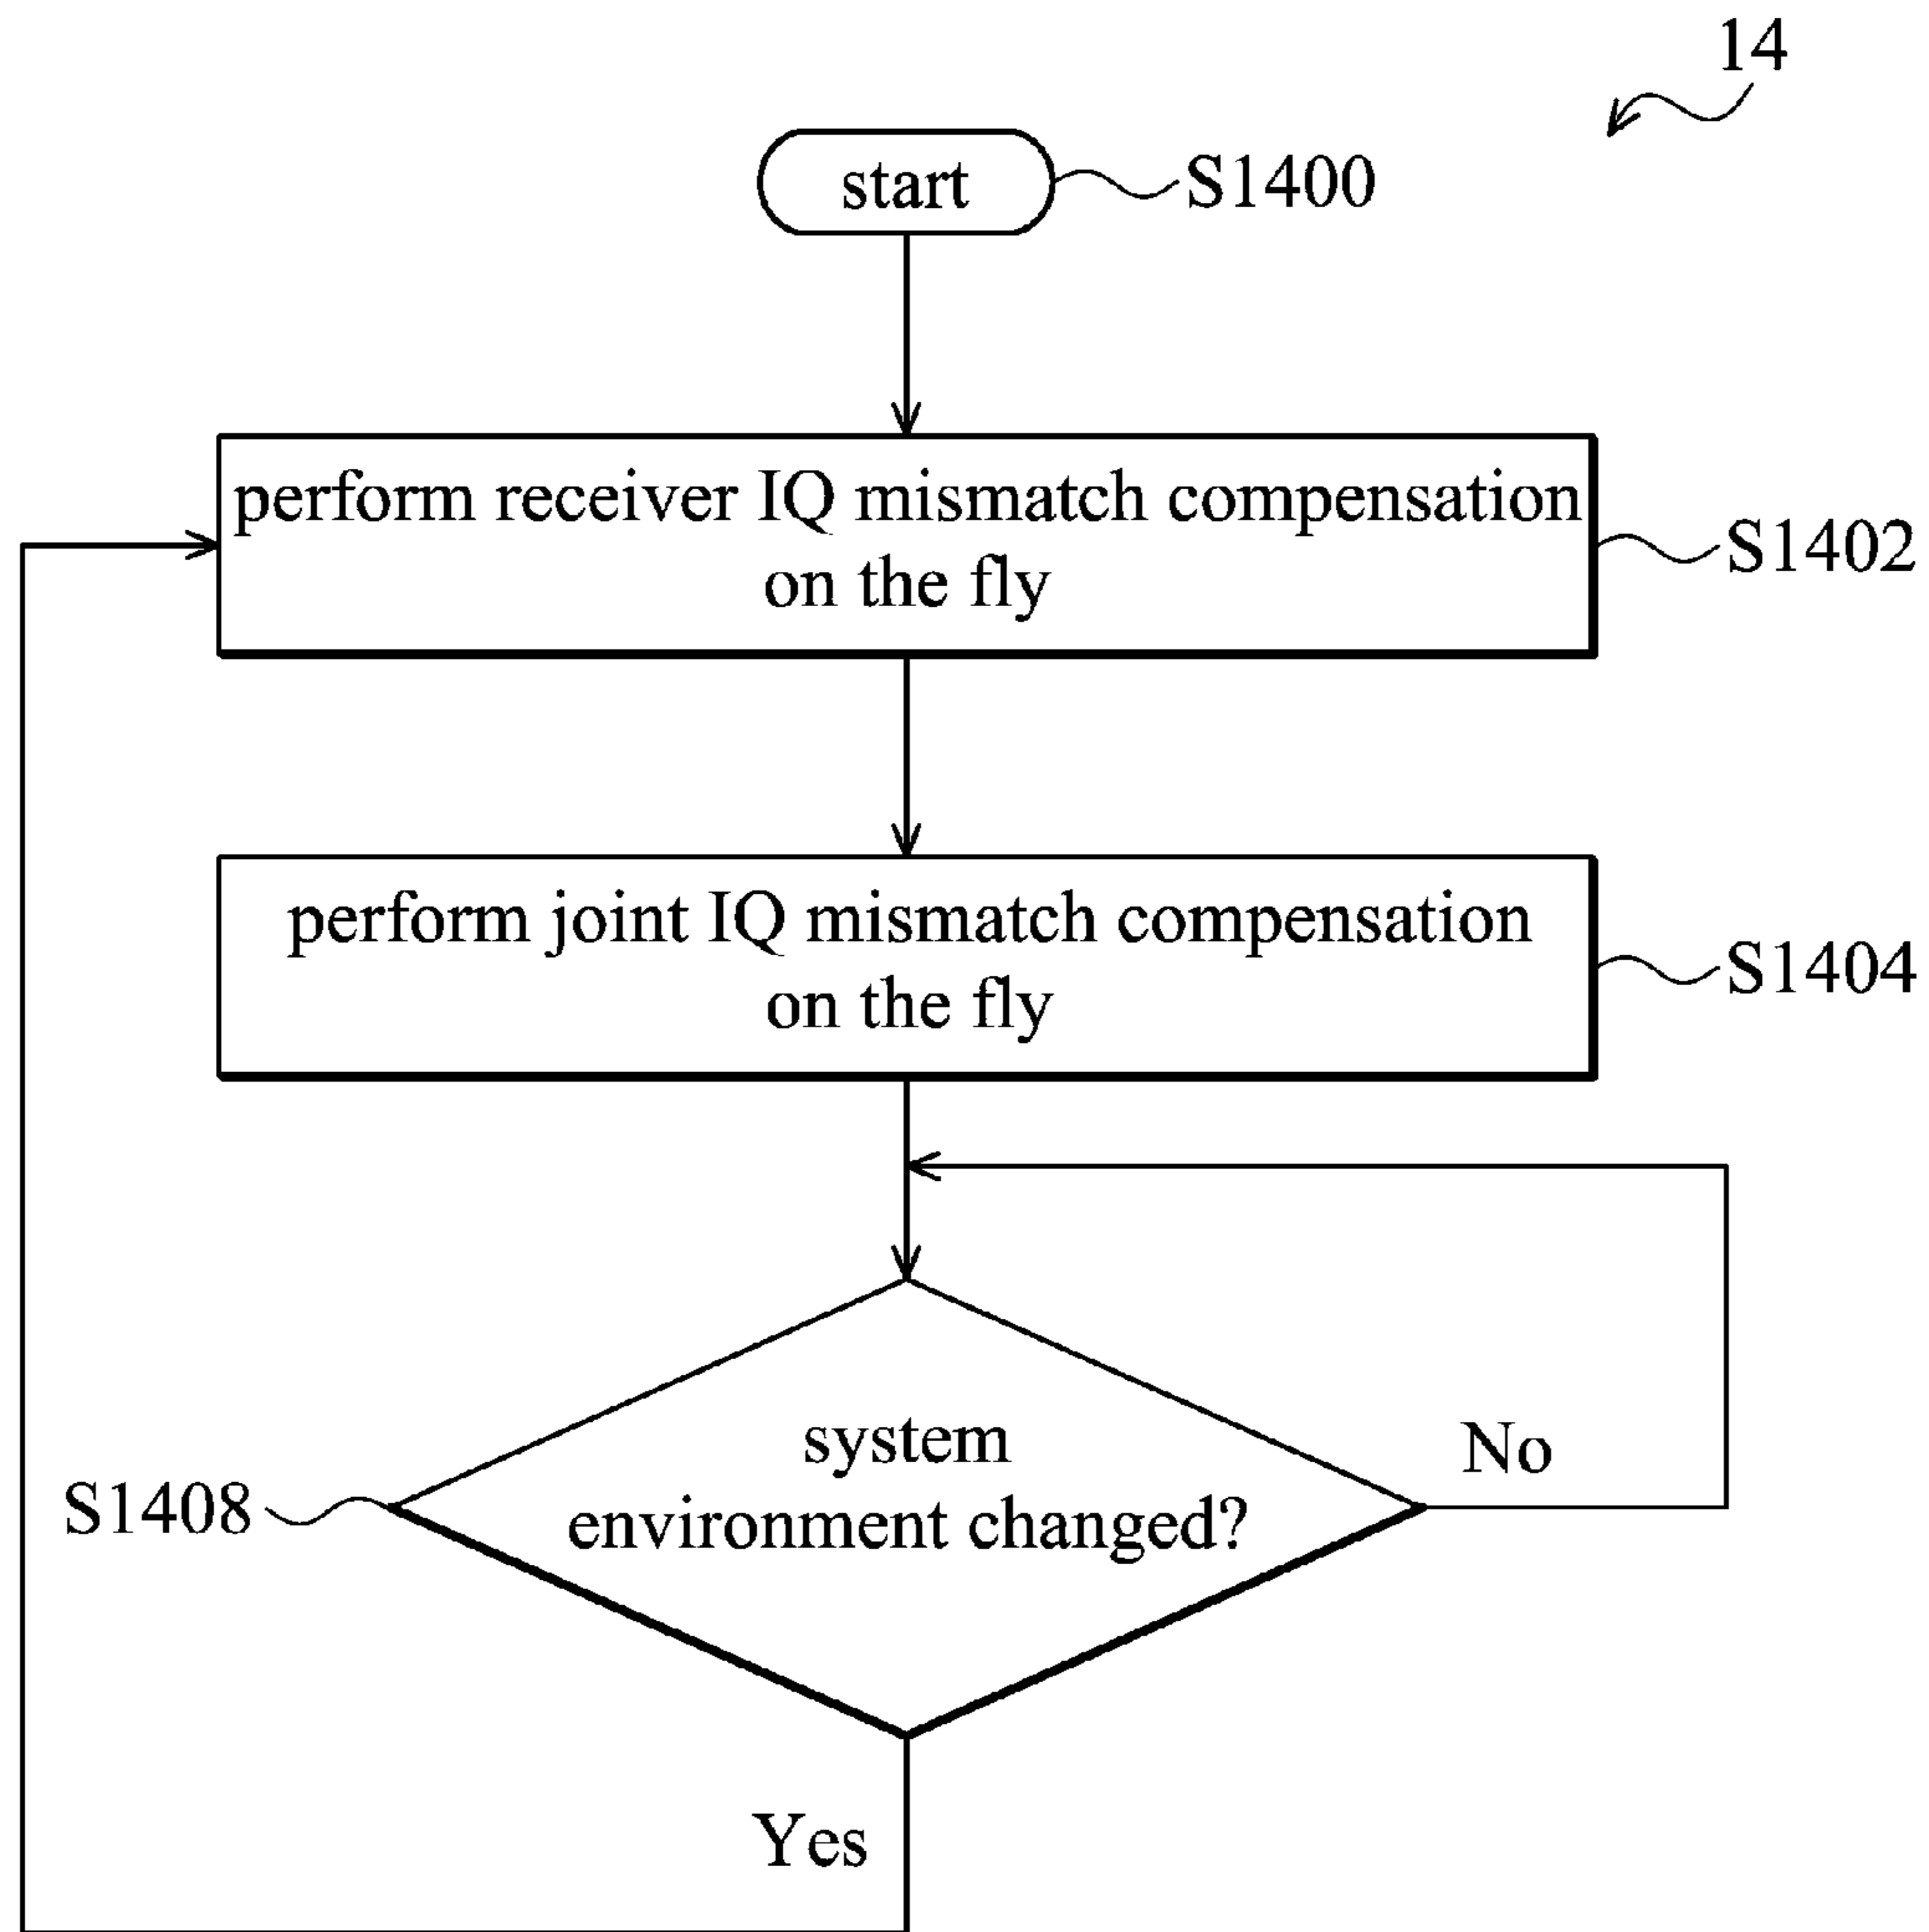 14
start
S1400
perform receiver IQ mismatch compensation
on the fly
S1402
perform joint IQ mismatch compensation
on the fly
S1404
system
environment changed?
No
S1408
Yes